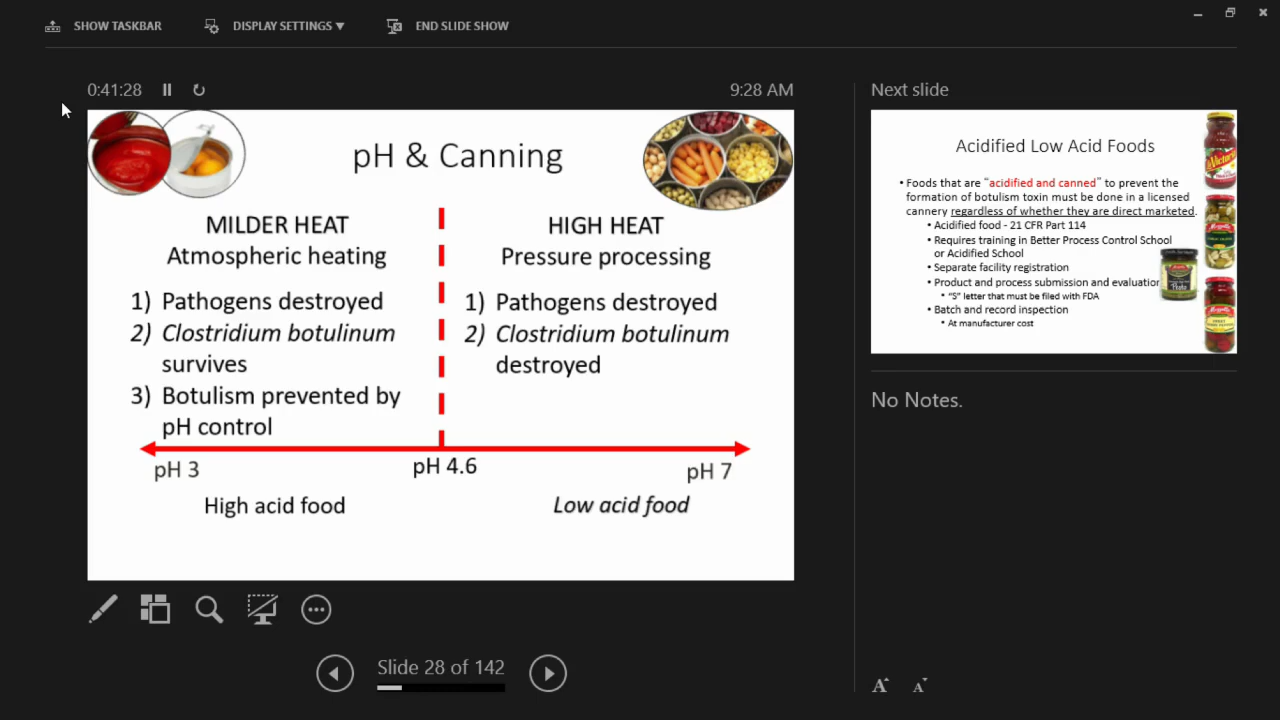 SHOW TASKBAR
DISPLAY SETTINGS ▼
END SLIDE SHOW
0:41:28
9:28 AM
pH & Canning
MILDER HEAT
Atmospheric heating
1) Pathogens destroyed
2) Clostridium botulinum
survives
3) Botulism prevented by
pH control
HIGH HEAT
Pressure processing
1) Pathogens destroyed
2) Clostridium botulinum
destroyed
pH 3
pH 4.6
pH 7
High acid food
Low acid food
Slide 28 of 142
Next slide
Acidified Low Acid Foods
• Foods that are "acidified and canned" to prevent the
formation of botulism toxin must be done in a licensed
cannery regardless of whether they are direct marketed.
• Acidified food - 21 CFR Part 114
• Requires training in Better Process Control School
or Acidified School
• Separate facility registration
• Product and process submission and evaluation
• "S" letter that must be filed with FDA
• Batch and record inspection
• At manufacturer cost
No Notes.
A A